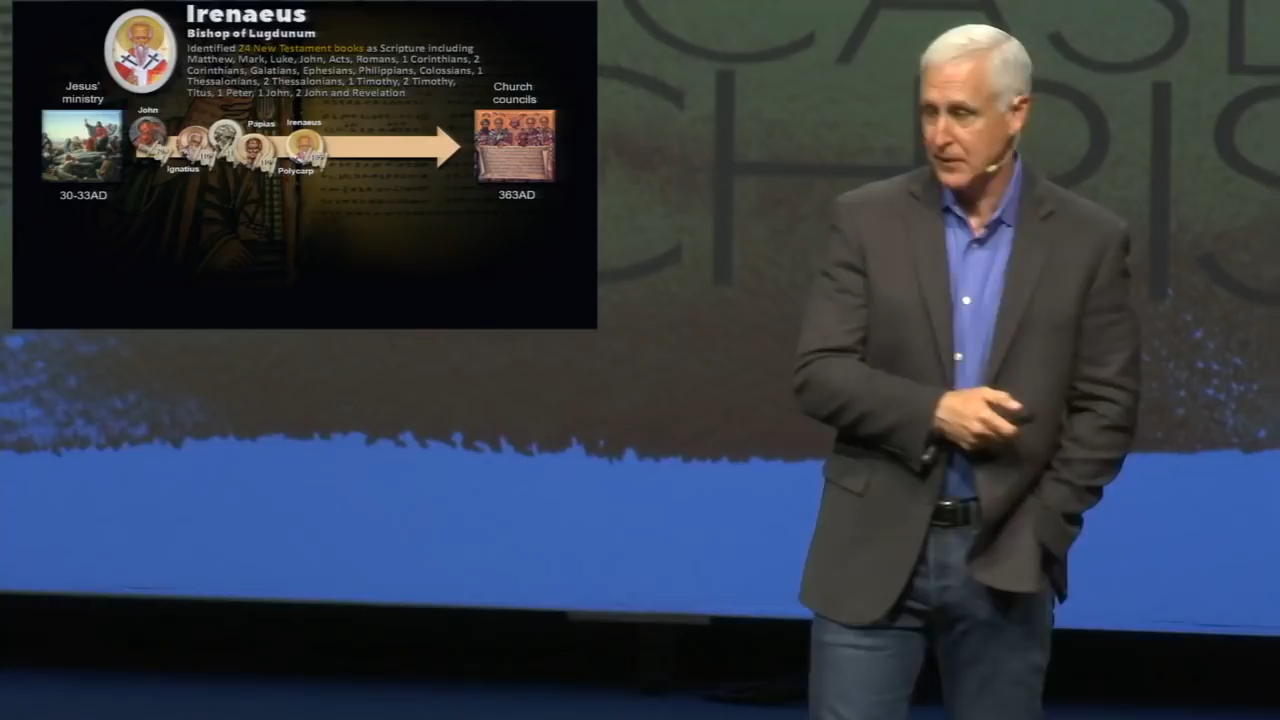 Irenaeus
Bishop of Lugdunum
Identified 24 New Testament books as Scripture including
Matthew, Mark, Luke, John, Acts, Romans, 1 Corinthians, 2
Corinthians, Galatians, Ephesians, Philippians, Colossians, 1
Thessalonians, 2 Thessalonians, 1 Timothy, 2 Timothy,
Titus, 1 Peter, 1 John, 2 John and Revelation
Jesus'
ministry
Church
councils
John
Papias
Irenaeus
Ignatius
Polycarp
30-33AD
363AD
CASE
CHRIS